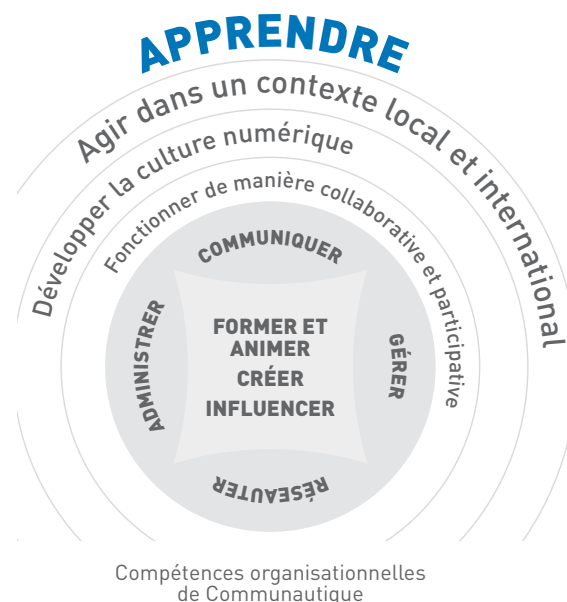 APPRENDRE
Agir dans un contexte local et international
Développer la culture numérique
Fonctionner de manière collaborative et participative
COMMUNIQUER
ADMINISTRER
FORMER ET
ANIMER
CRÉER
INFLUENCER
GÉRER
RÉSEAUTER
Compétences organisationnelles
de Communautique